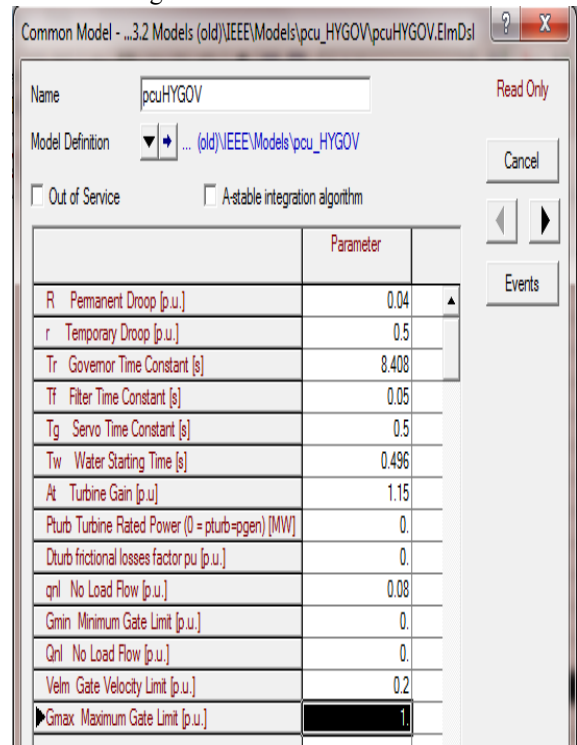 Common Model - ...3.2 Models (old)\IEEE\Models\pcu_HYGOV\pcuHYGOV.ElmDsl ? X
Name pcuHYGOV Read Only
Model Definition ... (old)\IEEE\Models\pcu_HYGOV
Cancel
Out of Service A-stable integration algorithm
Parameter
Events
R Permanent Droop [p.u.] 0.04
r Temporary Droop [p.u.] 0.5
Tr Governor Time Constant [s] 8.408
Tf Filter Time Constant [s] 0.05
Tg Servo Time Constant [s] 0.5
Tw Water Starting Time [s] 0.496
At Turbine Gain [p.u] 1.15
Pturb Turbine Rated Power (0 = pturb=pgen) [MW] 0.
Dturb frictional losses factor pu [p.u.] 0.
qnl No Load Flow [p.u.] 0.08
Gmin Minimum Gate Limit [p.u.] 0.
Qnl No Load Flow [p.u.] 0.
Velm Gate Velocity Limit [p.u.] 0.2
Gmax Maximum Gate Limit [p.u.] 1.